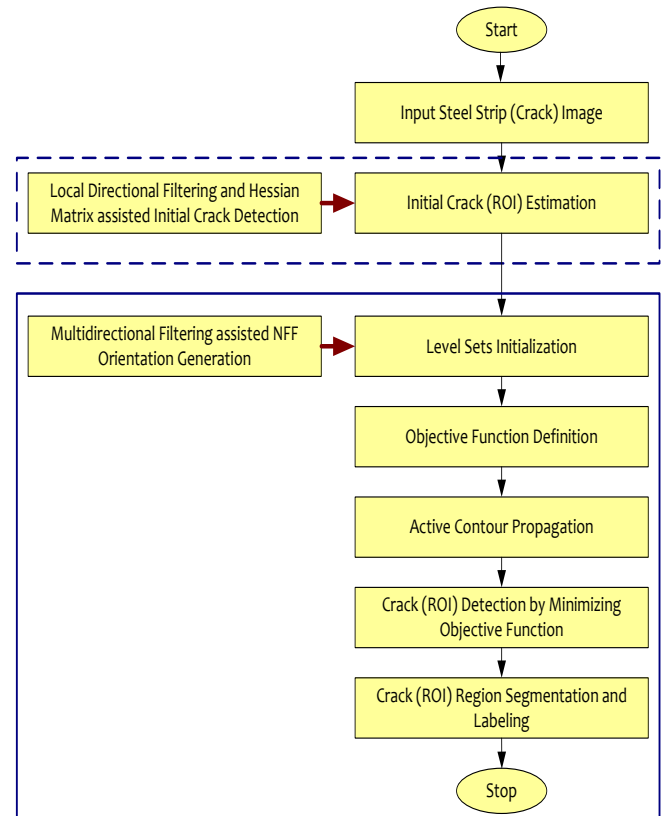 Start
Input Steel Strip (Crack) Image
Local Directional Filtering and Hessian
Matrix assisted Initial Crack Detection
Initial Crack (ROI) Estimation
Multidirectional Filtering assisted NFF
Orientation Generation
Level Sets Initialization
Objective Function Definition
Active Contour Propagation
Crack (ROI) Detection by Minimizing
Objective Function
Crack (ROI) Region Segmentation and
Labeling
Stop